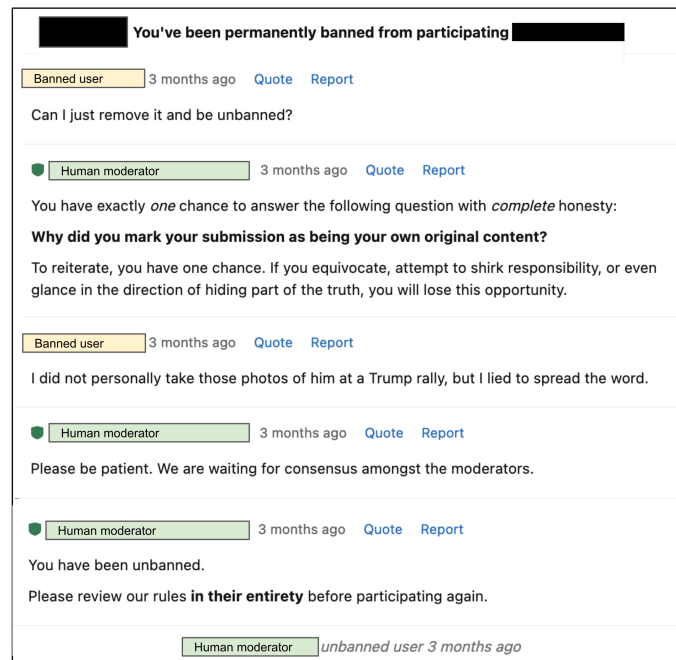 You've been permanently banned from participating
Banned user 3 months ago Quote Report
Can I just remove it and be unbanned?
Human moderator 3 months ago Quote Report
You have exactly one chance to answer the following question with complete honesty:
Why did you mark your submission as being your own original content?
To reiterate, you have one chance. If you equivocate, attempt to shirk responsibility, or even
glance in the direction of hiding part of the truth, you will lose this opportunity.
Banned user 3 months ago Quote Report
I did not personally take those photos of him at a Trump rally, but I lied to spread the word.
Human moderator 3 months ago Quote Report
Please be patient. We are waiting for consensus amongst the moderators.
Human moderator 3 months ago Quote Report
You have been unbanned.
Please review our rules in their entirety before participating again.
Human moderator unbanned user 3 months ago